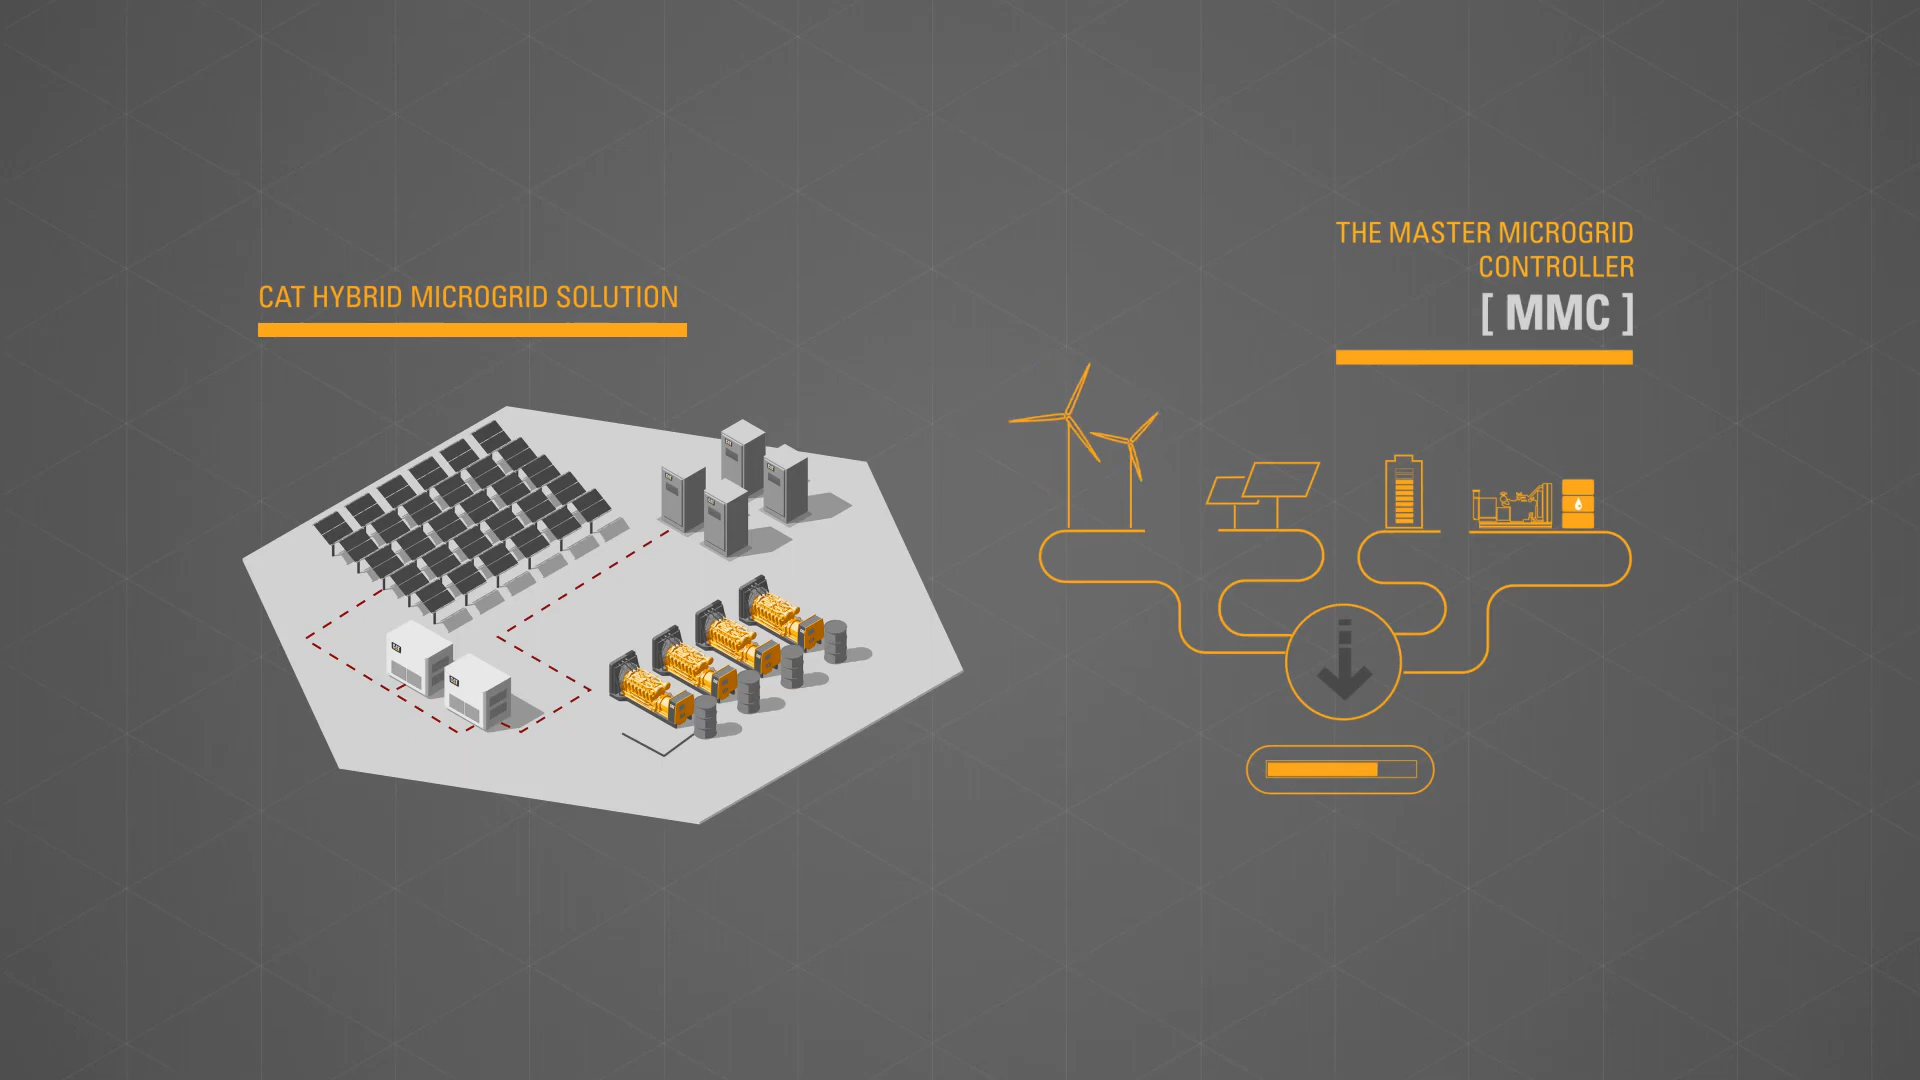 CAT HYBRID MICROGRID SOLUTION
THE MASTER MICROGRID
CONTROLLER
[ MMC ]